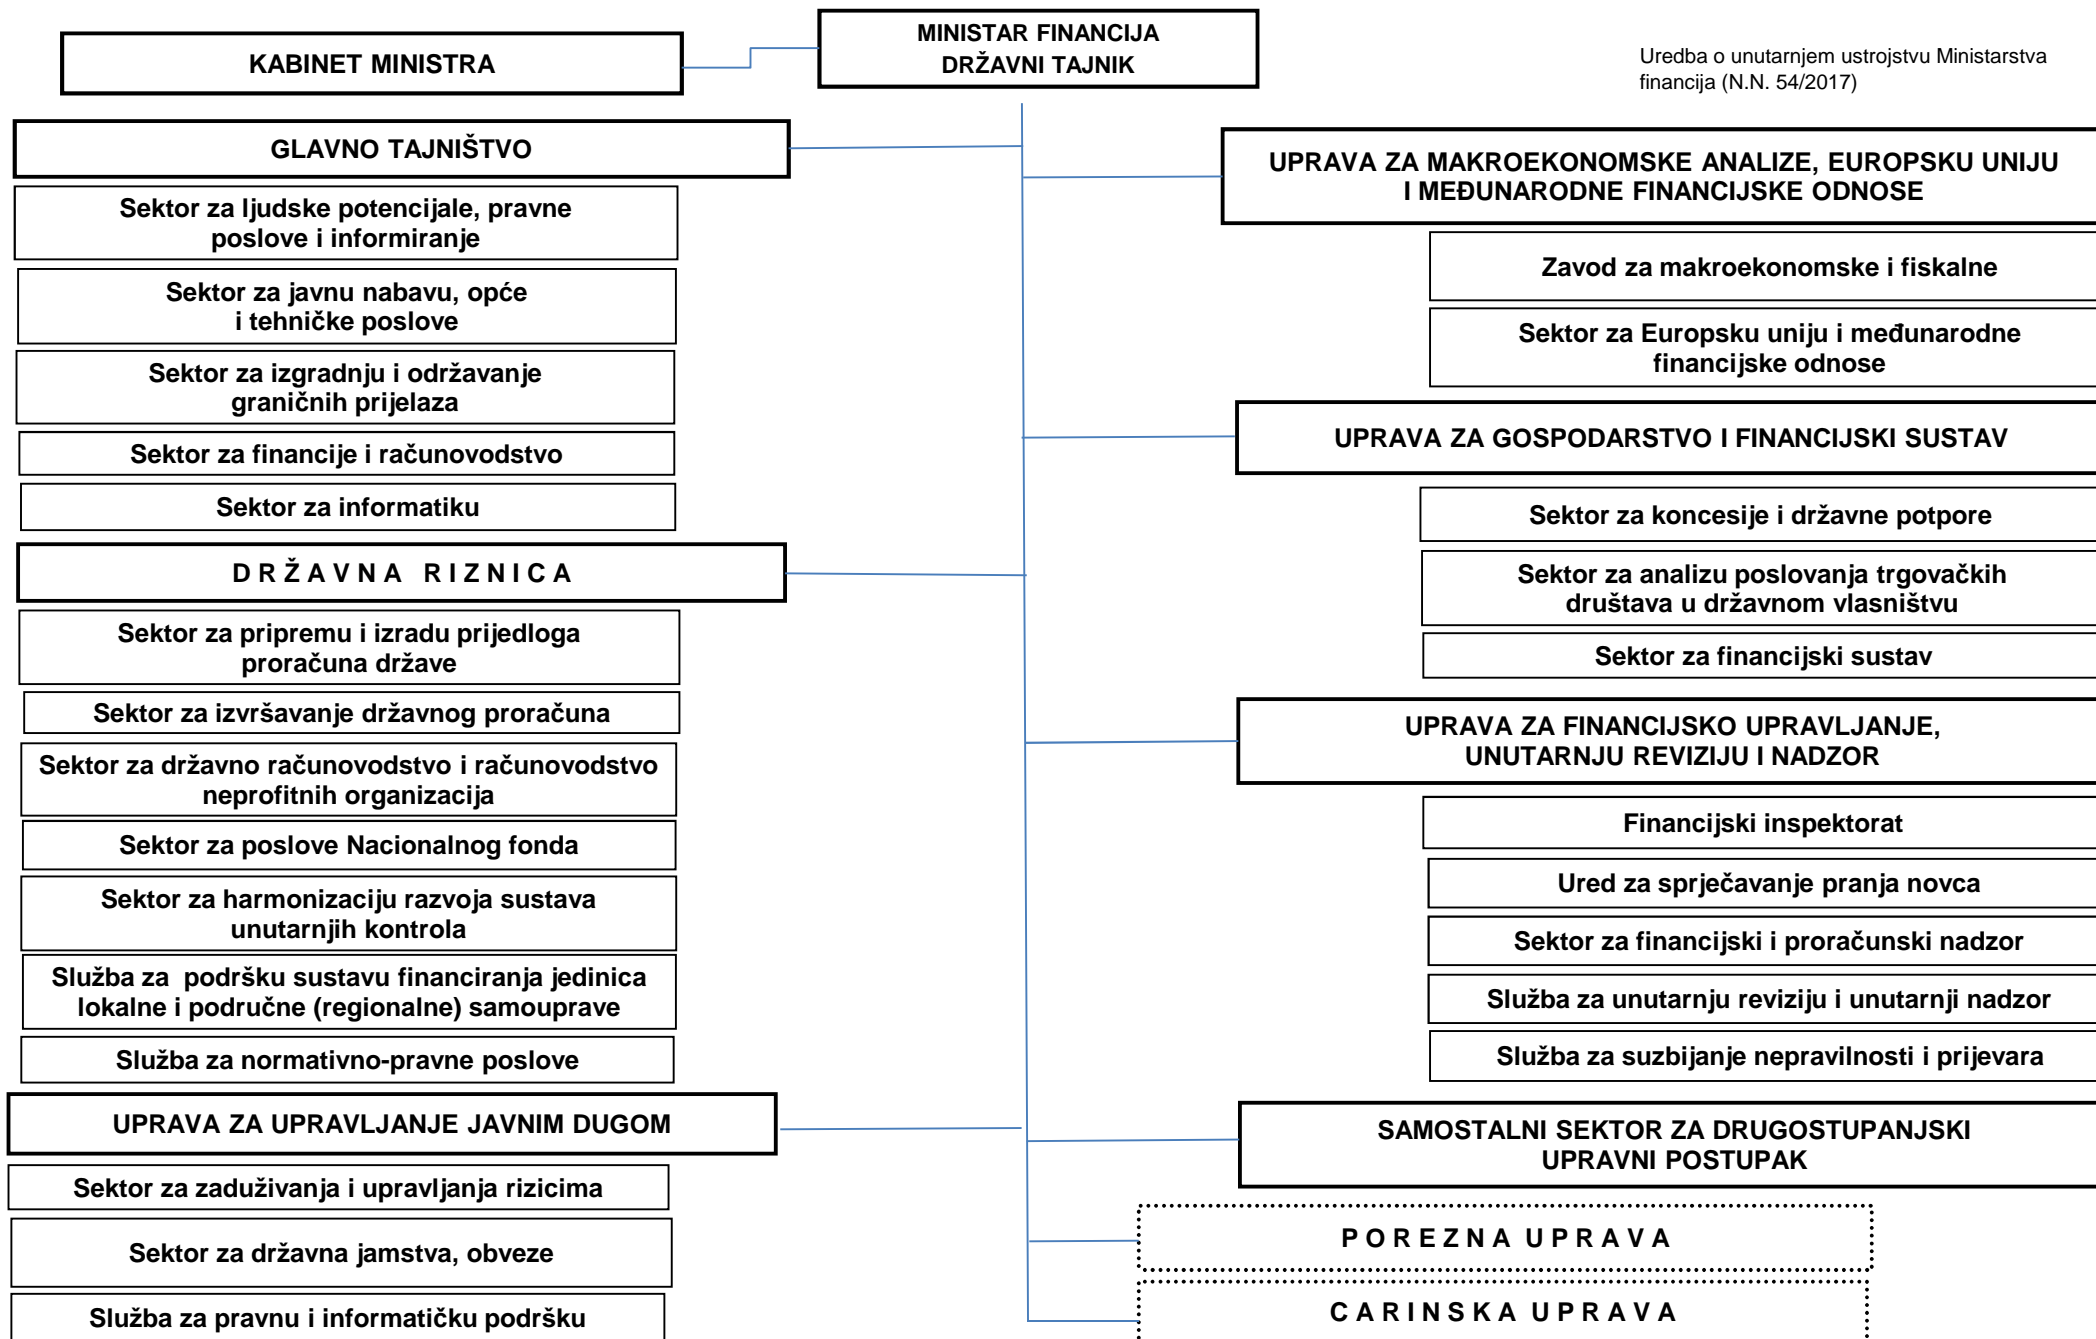 KABINET MINISTRA
MINISTAR FINANCIJA
DRŽAVNI TAJNIK
Uredba o unutarnjem ustrojstvu Ministarstva
financija (N.N. 54/2017)
GLAVNO TAJNIŠTVO
Sektor za ljudske potencijale, pravne
poslove i informiranje
Sektor za javnu nabavu, opće
i tehničke poslove
Sektor za izgradnju i održavanje
graničnih prijelaza
Sektor za financije i računovodstvo
Sektor za informatiku
DRŽAVNA RIZNICA
Sektor za pripremu i izradu prijedloga
proračuna države
Sektor za izvršavanje državnog proračuna
Sektor za državno računovodstvo i računovodstvo
neprofitnih organizacija
Sektor za poslove Nacionalnog fonda
Sektor za harmonizaciju razvoja sustava
unutarnjih kontrola
Služba za podršku sustavu financiranja jedinica
lokalne i područne (regionalne) samouprave
Služba za normativno-pravne poslove
UPRAVA ZA UPRAVLJANJE JAVNIM DUGOM
Sektor za zaduživanja i upravljanja rizicima
Sektor za državna jamstva, obveze
Služba za pravnu i informatičku podršku
UPRAVA ZA MAKROEKONOMSKE ANALIZE, EUROPSKU UNIJU
I MEĐUNARODNE FINANCIJSKE ODNOSE
Zavod za makroekonomske i fiskalne
Sektor za Europsku uniju i međunarodne
financijske odnose
UPRAVA ZA GOSPODARSTVO I FINANCIJSKI SUSTAV
Sektor za koncesije i državne potpore
Sektor za analizu poslovanja trgovačkih
društava u državnom vlasništvu
Sektor za financijski sustav
UPRAVA ZA FINANCIJSKO UPRAVLJANJE,
UNUTARNJU REVIZIJU I NADZOR
Financijski inspektorat
Ured za sprječavanje pranja novca
Sektor za financijski i proračunski nadzor
Služba za unutarnju reviziju i unutarnji nadzor
Služba za suzbijanje nepravilnosti i prijevara
SAMOSTALNI SEKTOR ZA DRUGOSTUPANJSKI
UPRAVNI POSTUPAK
POREZNA UPRAVA
CARINSKA UPRAVA